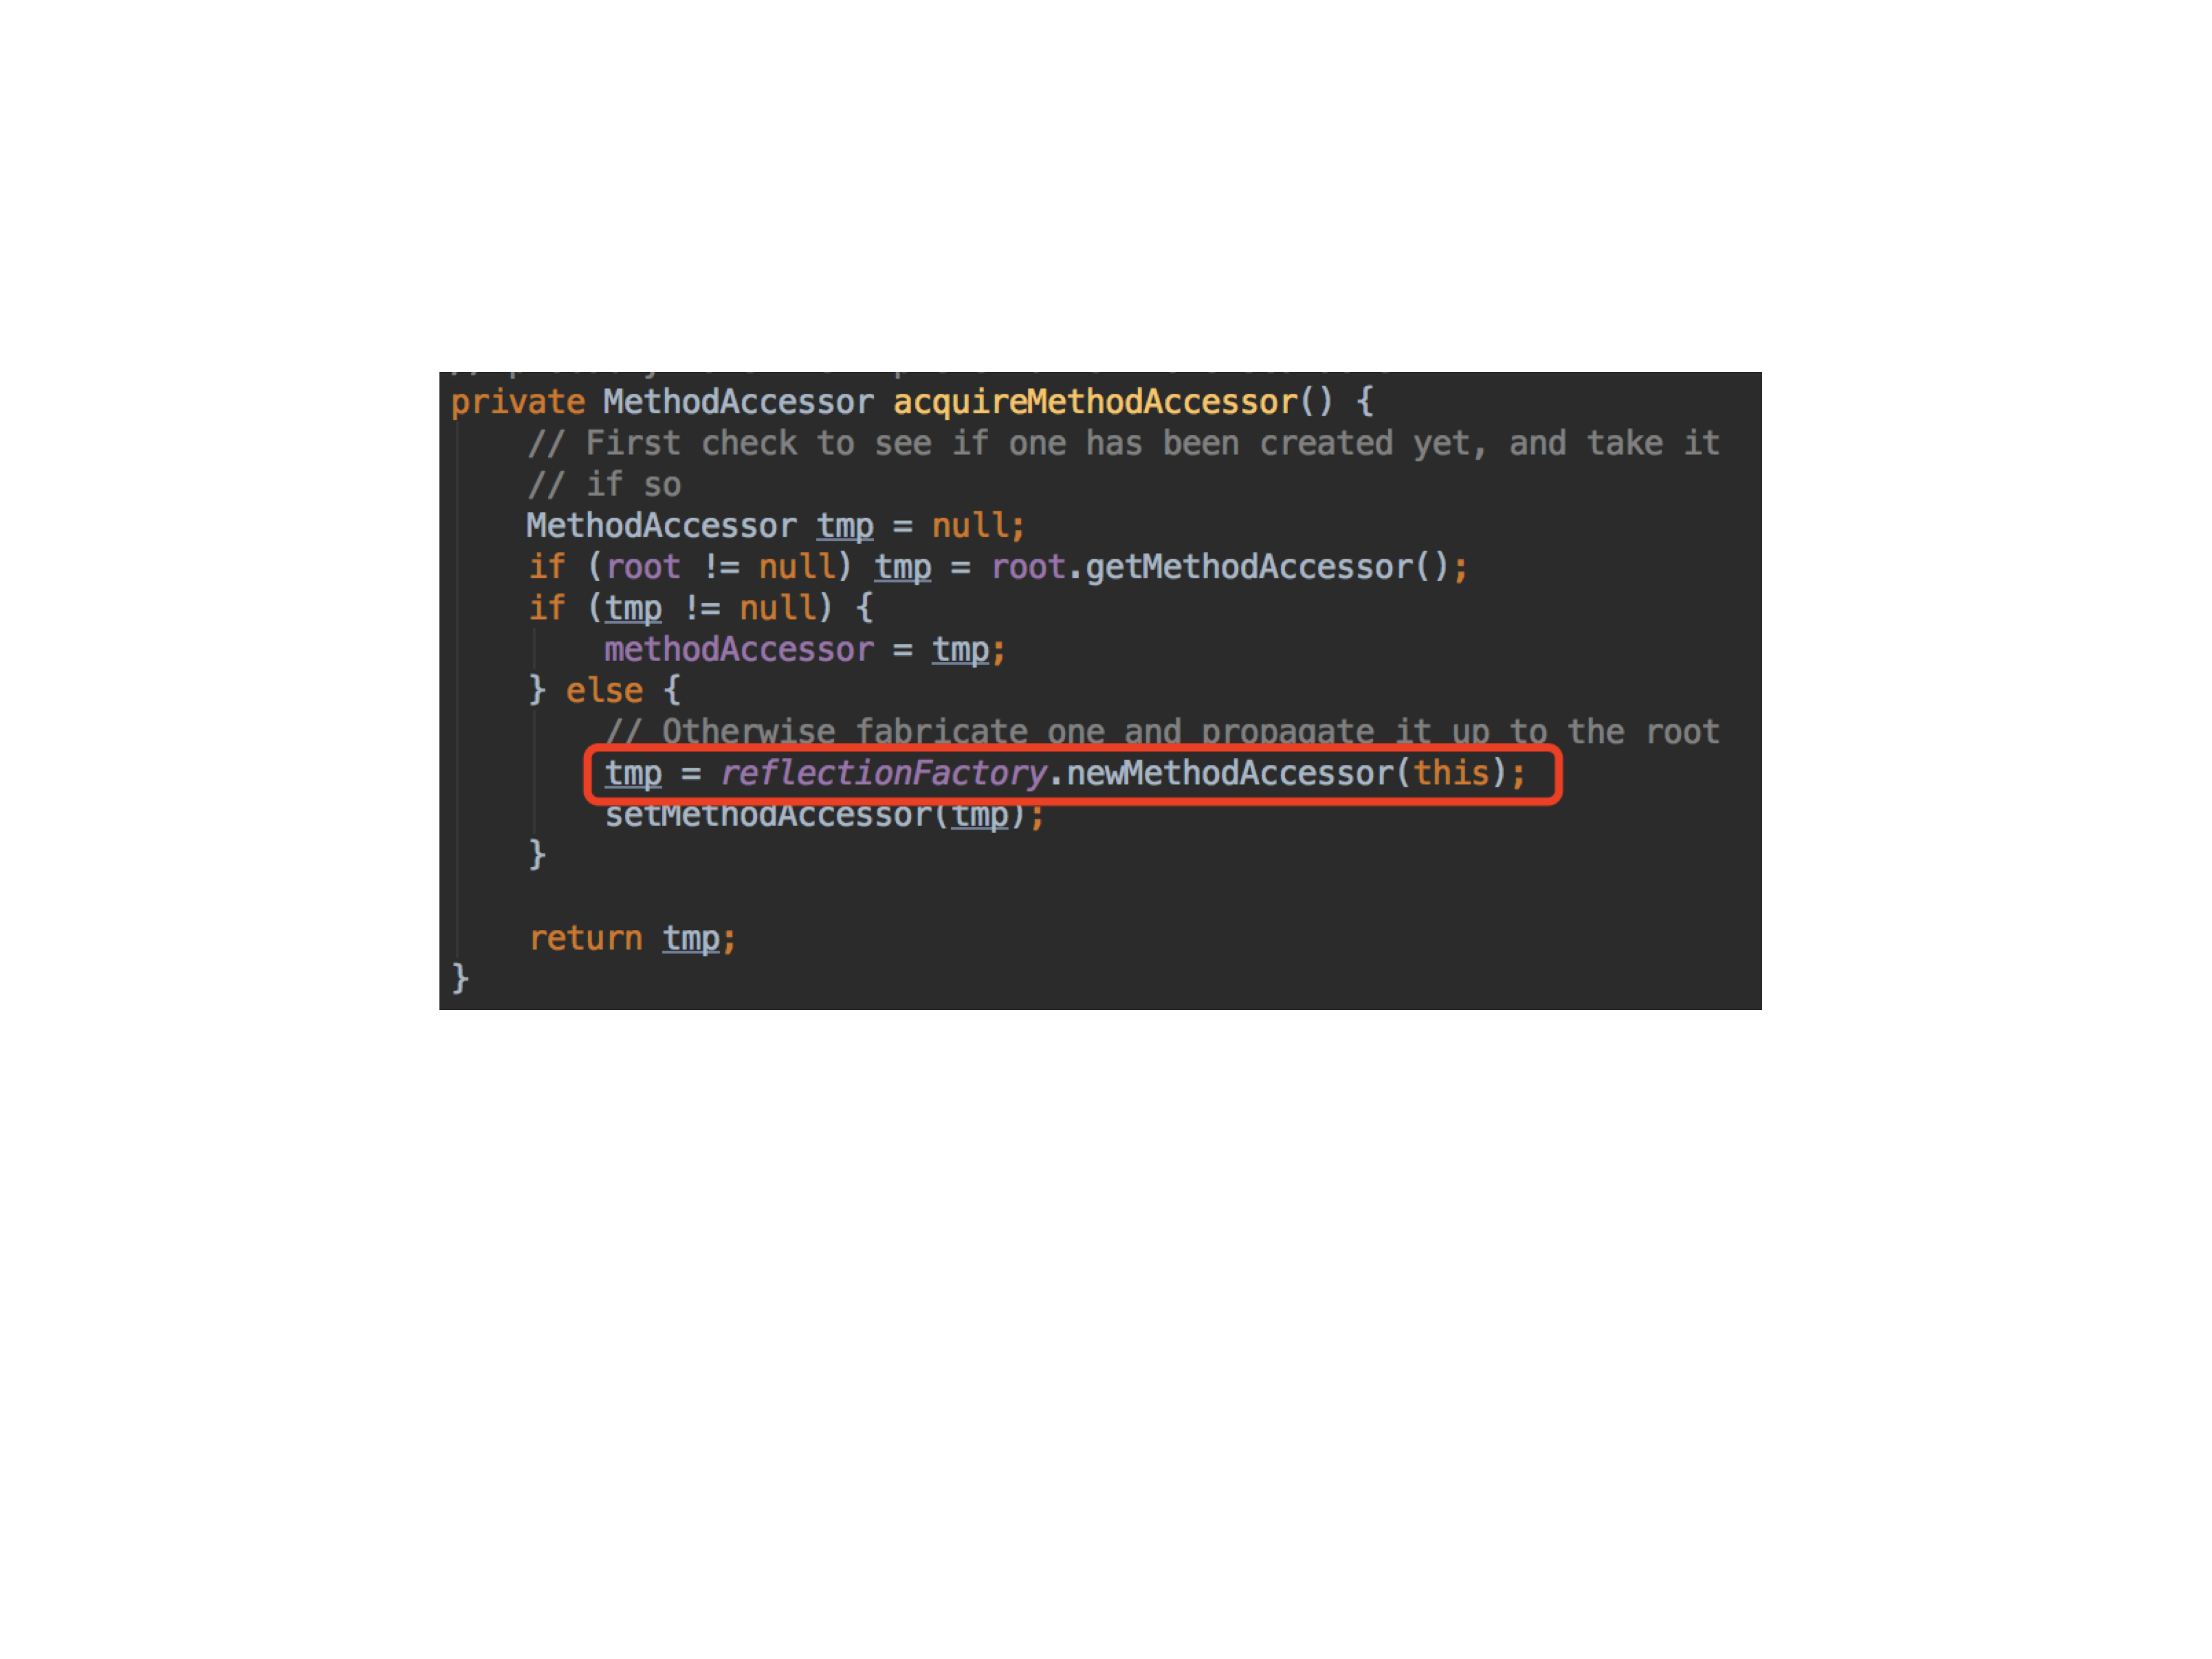 private MethodAccessor acquireMethodAccessor() {
// First check to see if one has been created yet, and take it
// if so
MethodAccessor tmp = null;
if (root != null) tmp = root.getMethodAccessor();
if (tmp != null) {
methodAccessor = tmp;
} else {
// Otherwise fabricate one and propagate it up to the root
tmp = reflectionFactory.newMethodAccessor(this);
setMethodAccessor(tmp);
}
return tmp;
}